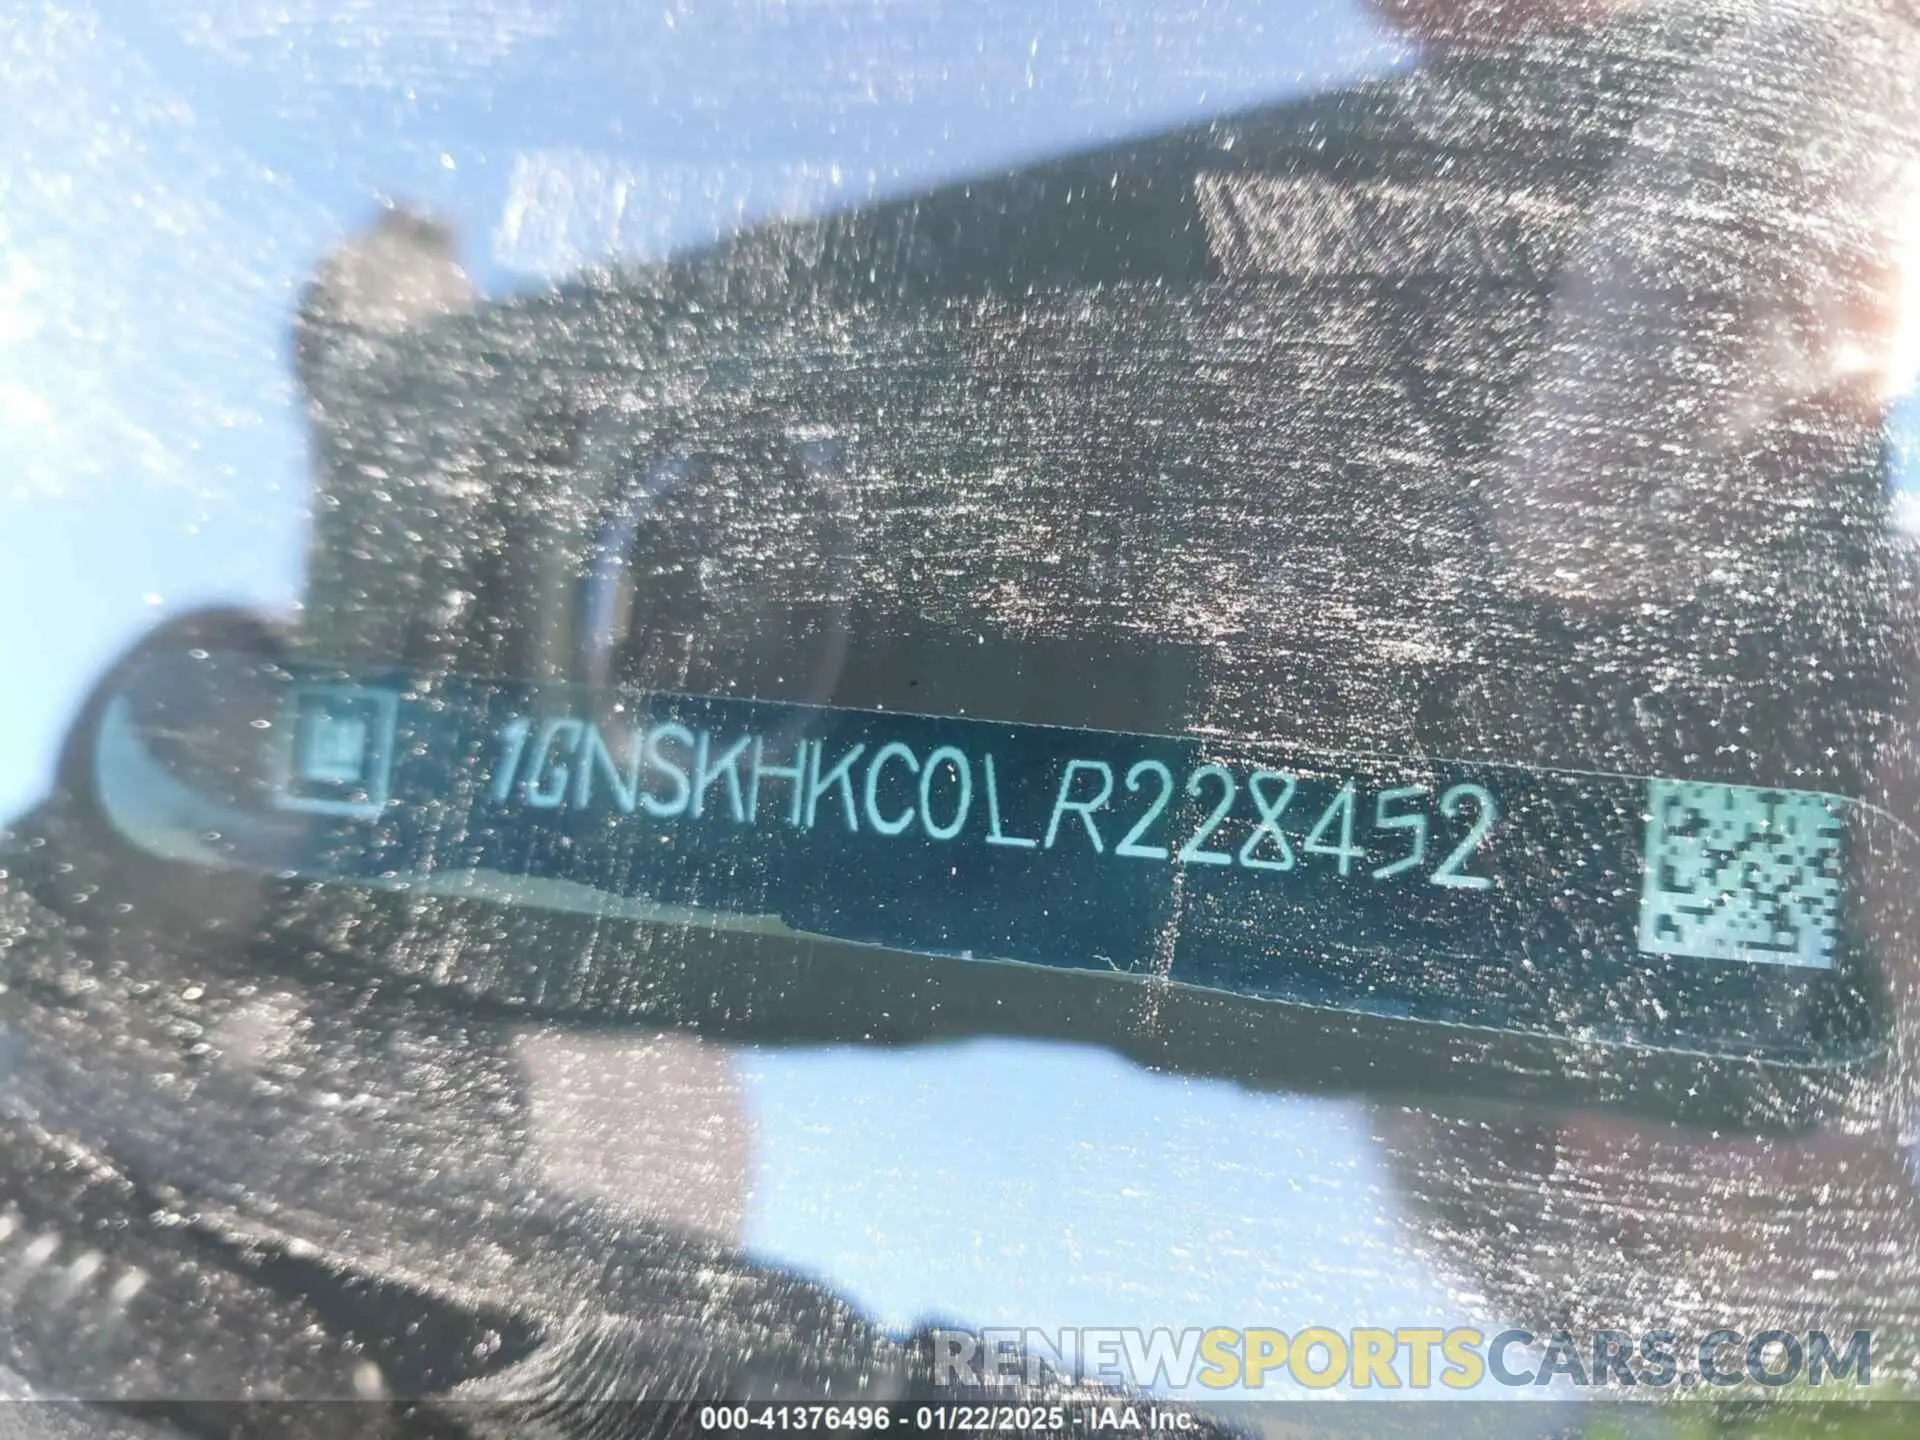 1GNSKHKC0LR228452
RENEWSPORTSCARS.COM
000-41376496 - 01/22/2025 - IAA Inc.